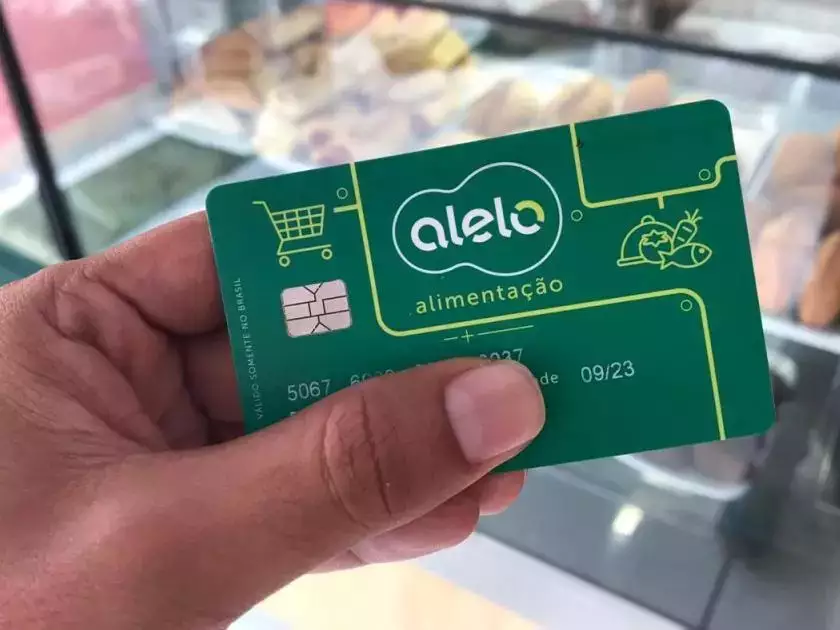 alelo
alimentação
VÁLIDO SOMENTE NO BRASIL
5067
09/23